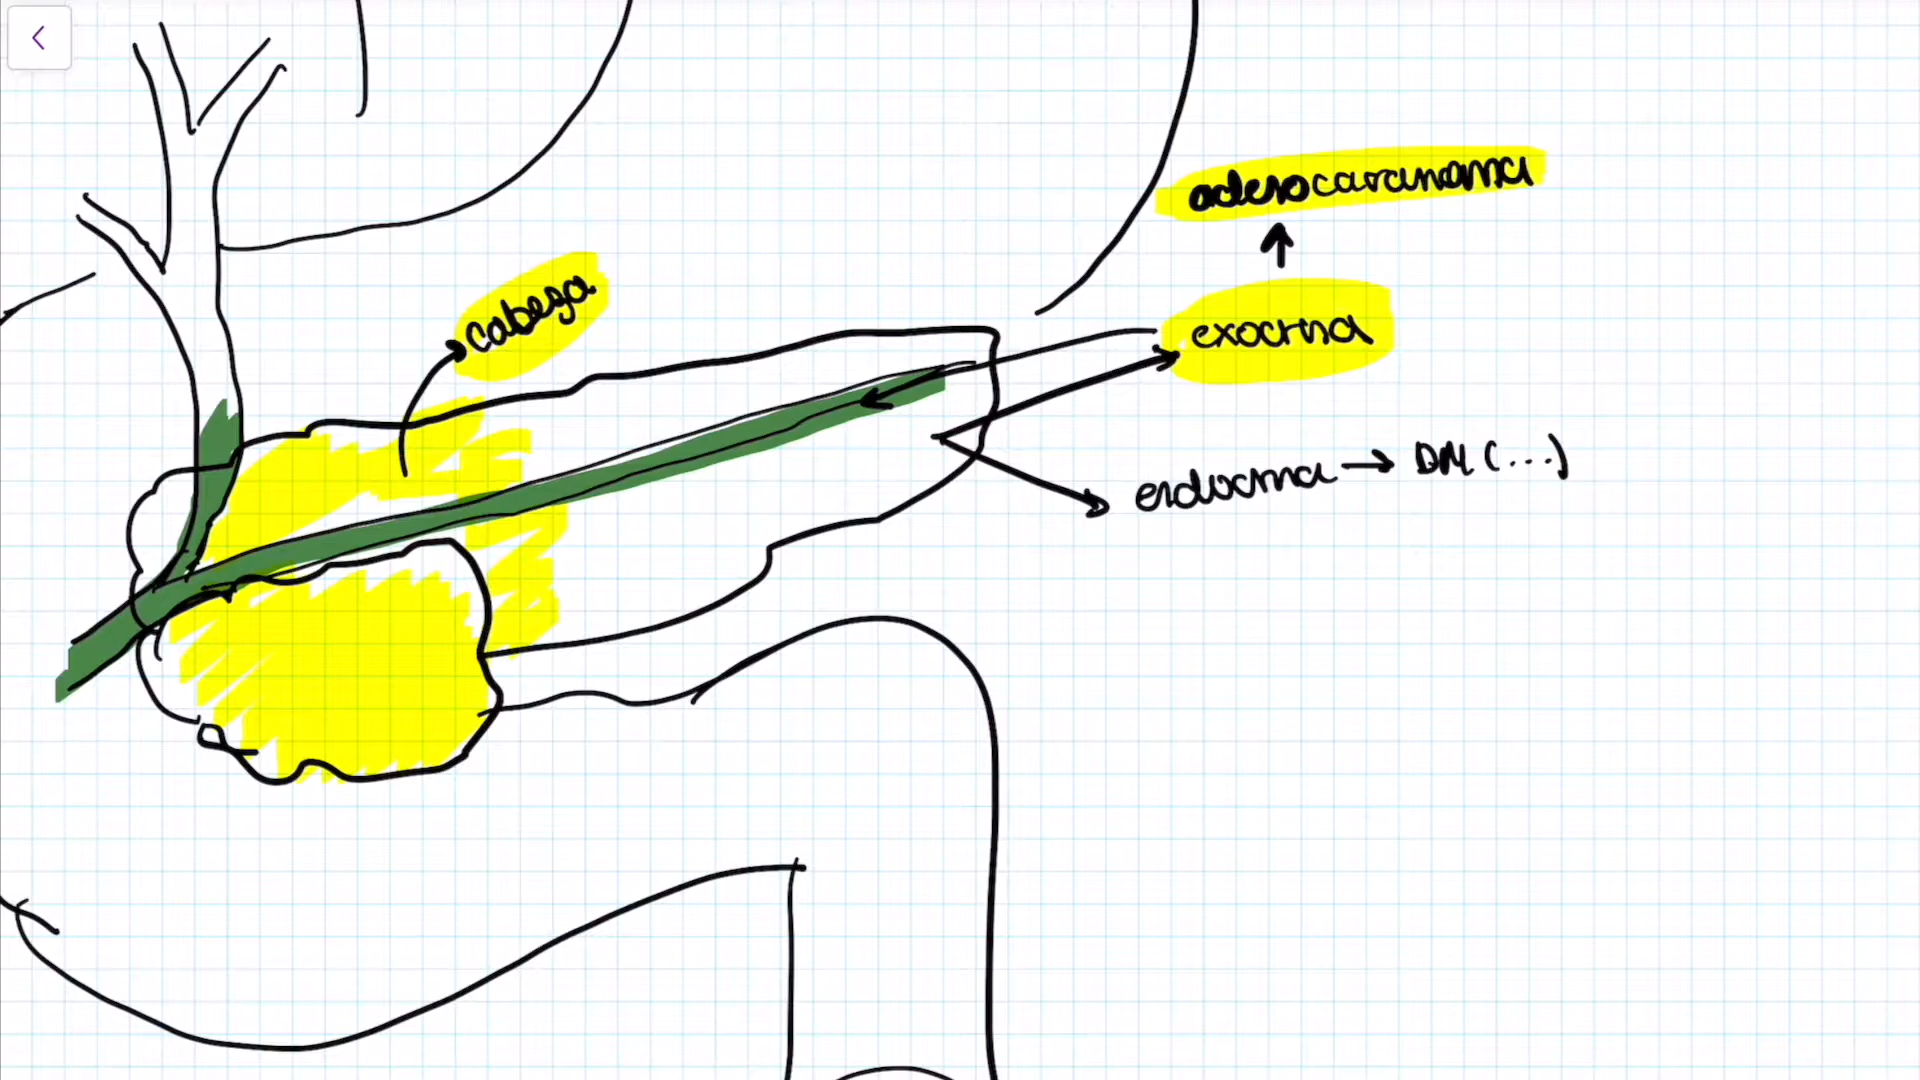 adenocarcinoma
cabeza
exocrina
endocrina → DM (...)